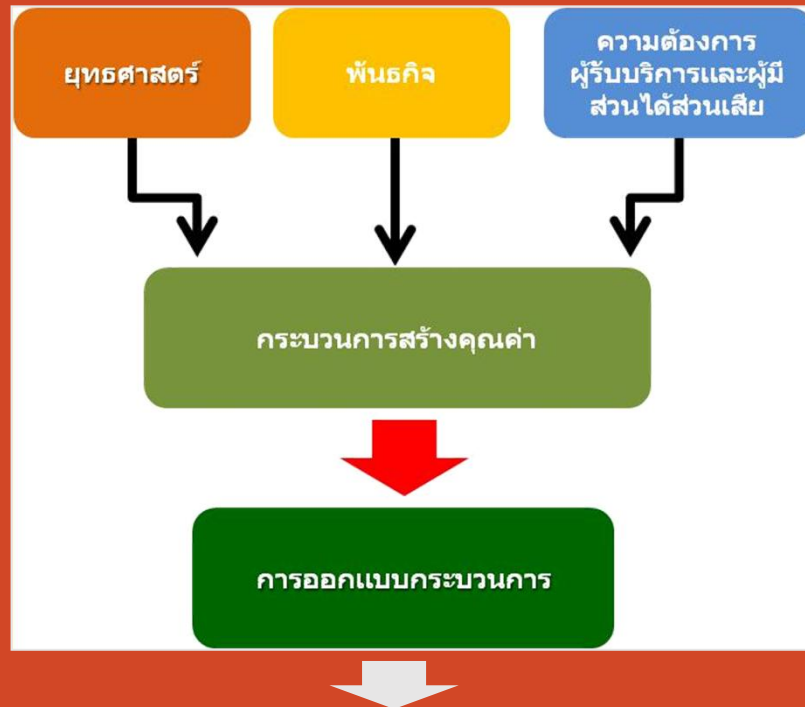 ยุทธศาสตร์
พันธกิจ
ความต้องการ
ผู้รับบริการและผู้มี
ส่วนได้ส่วนเสีย
กระบวนการสร้างคุณค่า
การออกแบบกระบวนการ